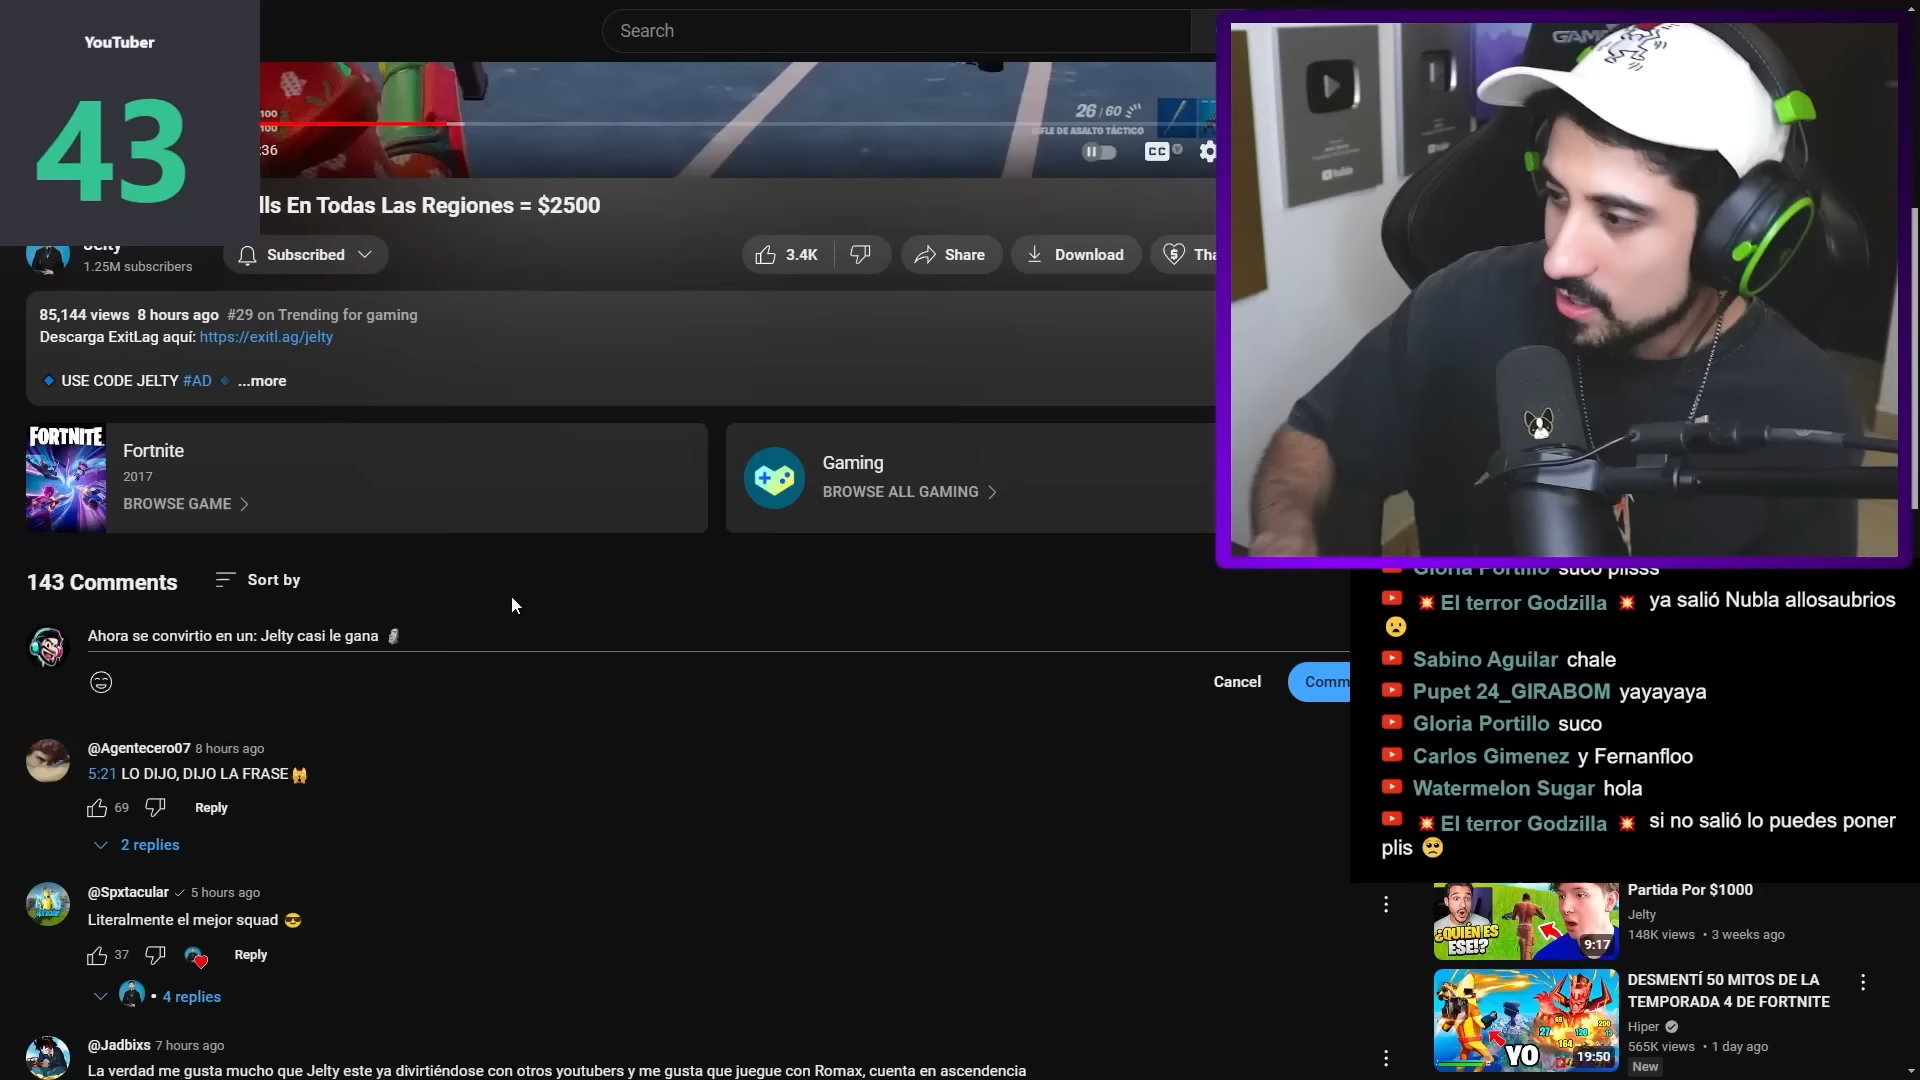 YouTuber
43
Search
GAM
100
100
:36
26/60
IFLE DE ASALTO TÁCTICO
CC
lls En Todas Las Regiones = $2500
Jelty
1.25M subscribers
Subscribed
3.4K
Share
Download
Tha
85,144 views 8 hours ago #29 on Trending for gaming
Descarga ExitLag aquí: https://exitl.ag/jelty
🔹 USE CODE JELTY #AD 🔹 ...more
FORTNITE
Fortnite
2017
BROWSE GAME
Gaming
BROWSE ALL GAMING
143 Comments
Sort by
Ahora se convirtio en un: Jelty casi le gana 🗿
Cancel
Comm
@Agentecero07 8 hours ago
5:21 LO DIJO, DIJO LA FRASE🙀
69
Reply
2 replies
@Spxtacular 5 hours ago
Literalmente el mejor squad 😎
37
Reply
4 replies
@Jadbixs 7 hours ago
La verdad me gusta mucho que Jelty este ya divirtiéndose con otros youtubers y me gusta que juegue con Romax, cuenta en ascendencia
Gloria Portillo suco plisss
💥El terror Godzilla 💥 ya salió Nubla allosaubrios
😦
Sabino Aguilar chale
Pupet 24_GIRABOM yayayaya
Gloria Portillo suco
Carlos Gimenez y Fernanfloo
Watermelon Sugar hola
💥El terror Godzilla 💥 si no salió lo puedes poner
plis 🥺
¿QUIÉN ES
ESE!?
9:17
Partida Por $1000
Jelty
148K views • 3 weeks ago
YO
19:50
DESMENTÍ 50 MITOS DE LA
TEMPORADA 4 DE FORTNITE
Hiper
565K views • 1 day ago
New